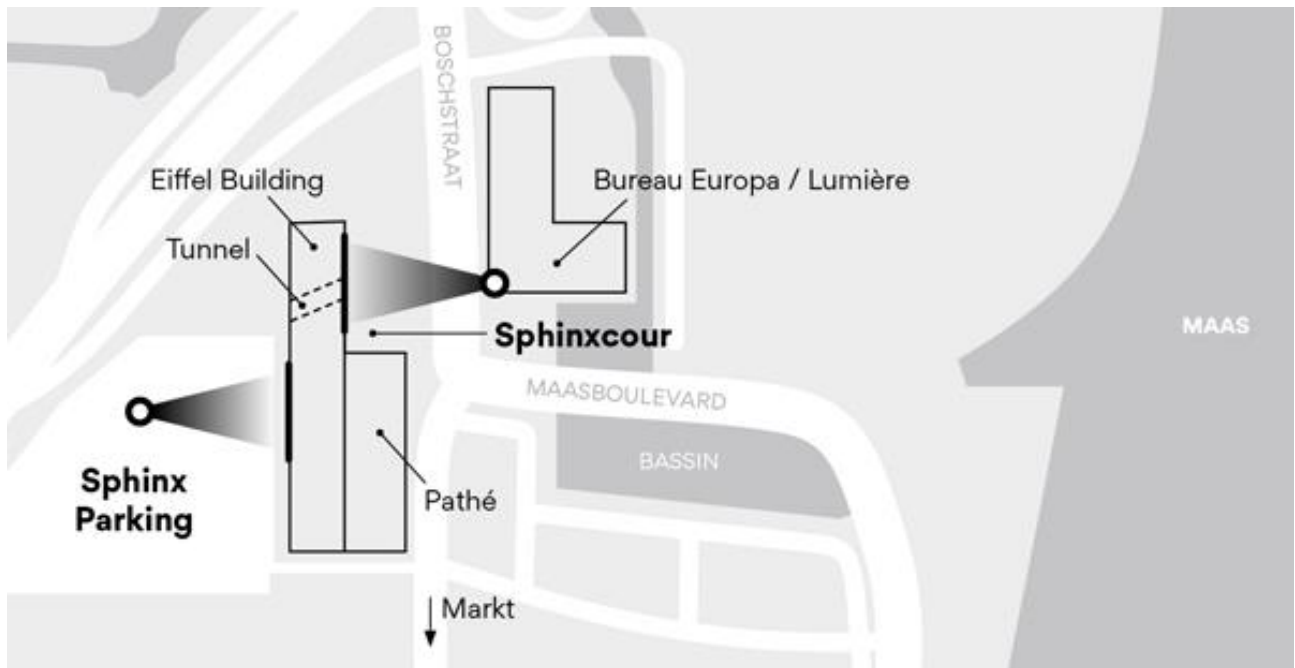 BOSCHSTRAAT
Eiffel Building
Bureau Europa / Lumière
Tunnel
Sphinxcour
MAAS
MAASBOULEVARD
BASSIN
Sphinx
Parking
Pathé
Markt